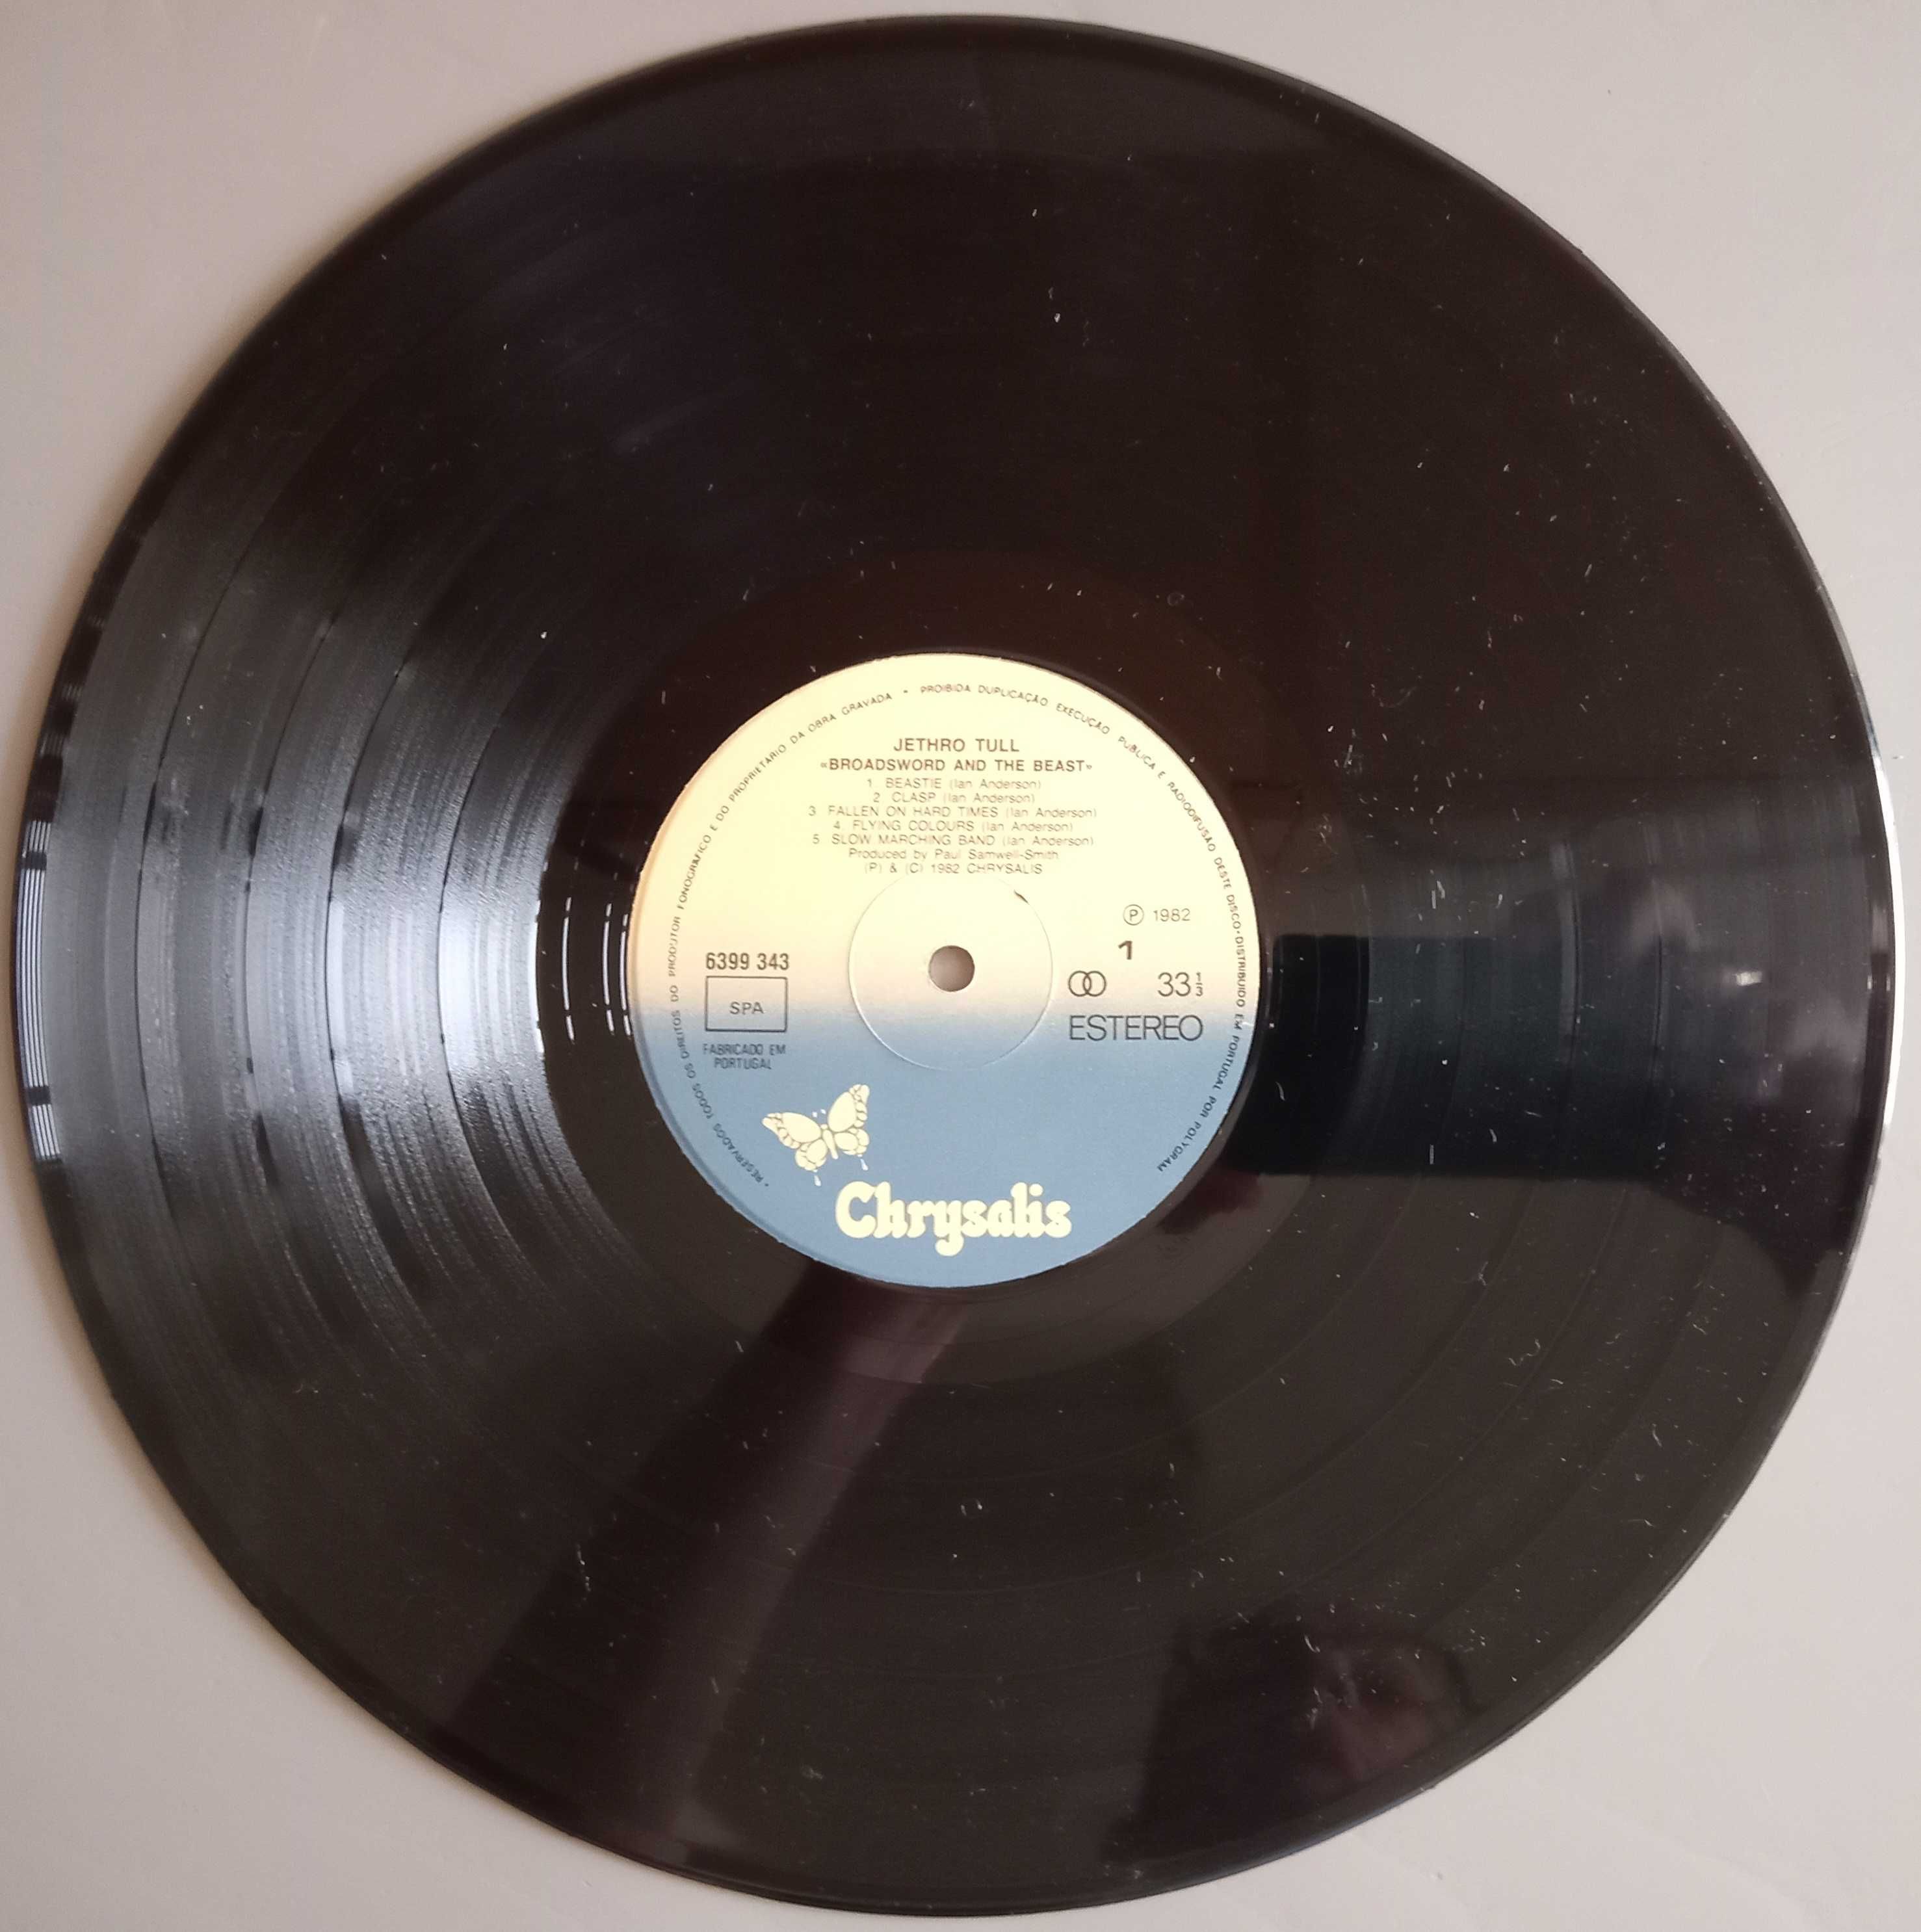 • RESERVADOS TODOS OS DIREITOS DO PRODUTOR FONOGRÁFICO E DO PROPRIETÁRIO DA OBRA GRAVADA • PROIBIDA DUPLICAÇÃO EXECUÇÃO PUBLICA E RADIODIFUSÃO DESTE DISCO-DISTRIBUIDO EM PORTUGAL POR POLYGRAM
JETHRO TULL
«BROADSWORD AND THE BEAST»
1 BEASTIE (Ian Anderson)
2 CLASP (Ian Anderson)
3 FALLEN ON HARD TIMES (Ian Anderson)
4 FLYING COLOURS (Ian Anderson)
5 SLOW MARCHING BAND (Ian Anderson)
Produced by Paul Samwell-Smith
(P) & (C) 1982 CHRYSALIS
Ⓟ 1982
1
6399 343
33 1/3
SPA
ESTEREO
FABRICADO EM
PORTUGAL
Chrysalis